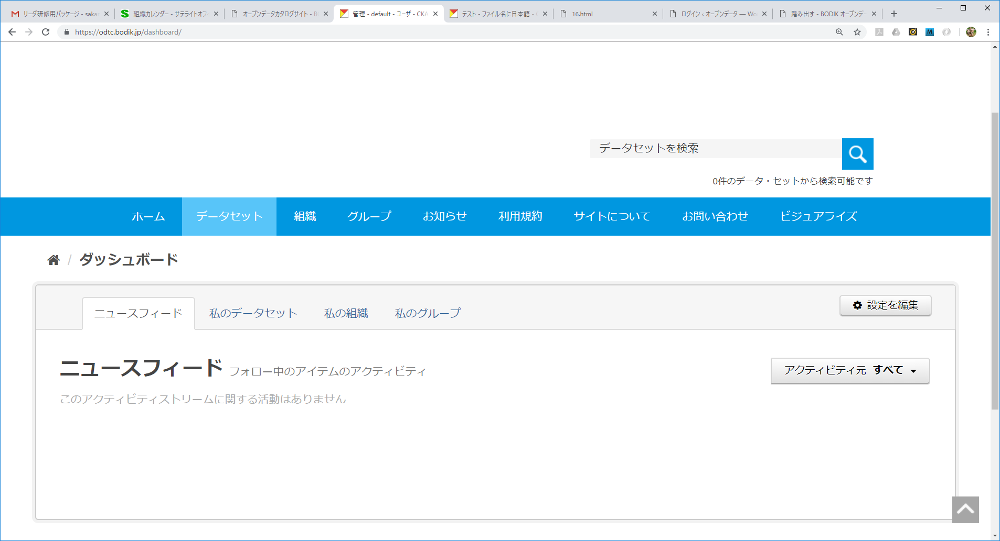 リーダ研修用パッケージ - saka
組織カレンダー - サテライトオフ
オープンデータカタログサイト - B
管理 - default - ユーザ - CKA
テスト - ファイル名に日本語 -
16.html
ログイン ‹ オープンデータ — Wo
踏み出す - BODIK オープンデー
https://odtc.bodik.jp/dashboard/
データセットを検索
0件のデータ・セットから検索可能です
ホーム データセット 組織 グループ お知らせ 利用規約 サイトについて お問い合わせ ビジュアライズ
/ ダッシュボード
ニュースフィード 私のデータセット 私の組織 私のグループ 設定を編集
ニュースフィード フォロー中のアイテムのアクティビティ アクティビティ元 すべて
このアクティビティストリームに関する活動はありません